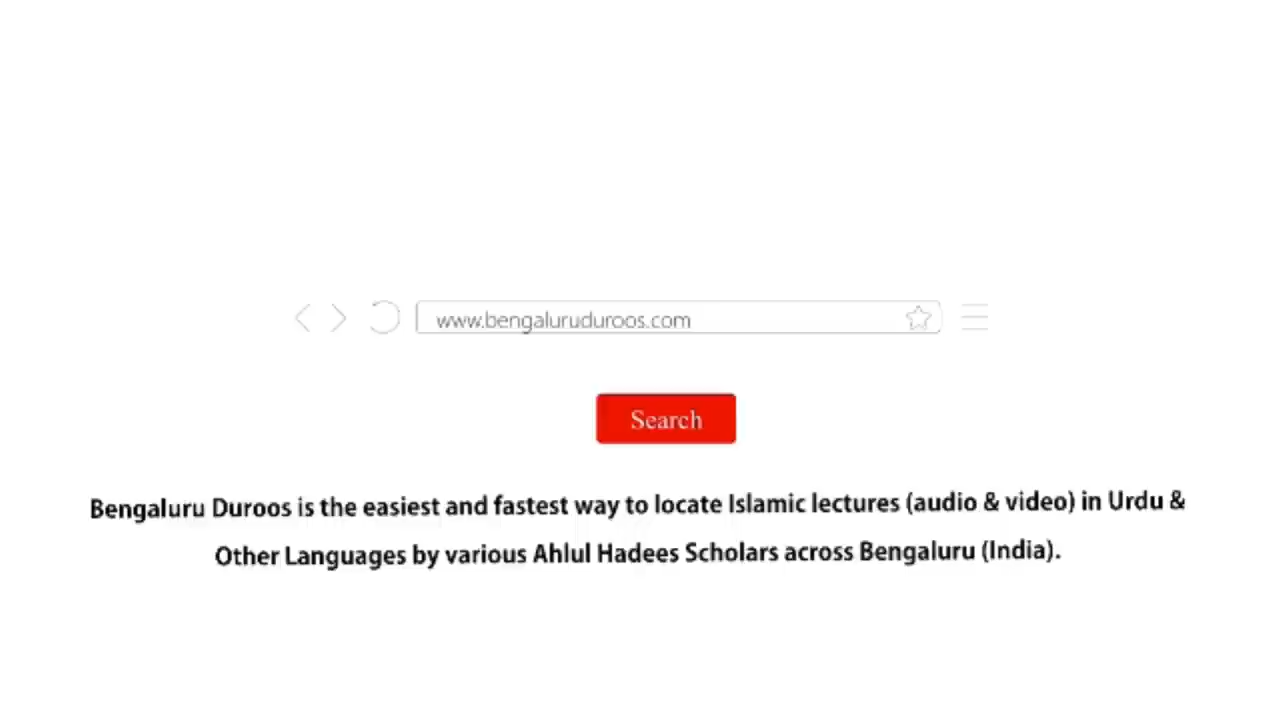 www.bengaluruduroos.com
Search
Bengaluru Duroos is the easiest and fastest way to locate Islamic lectures (audio & video) in Urdu &
Other Languages by various Ahlul Hadees Scholars across Bengaluru (India).